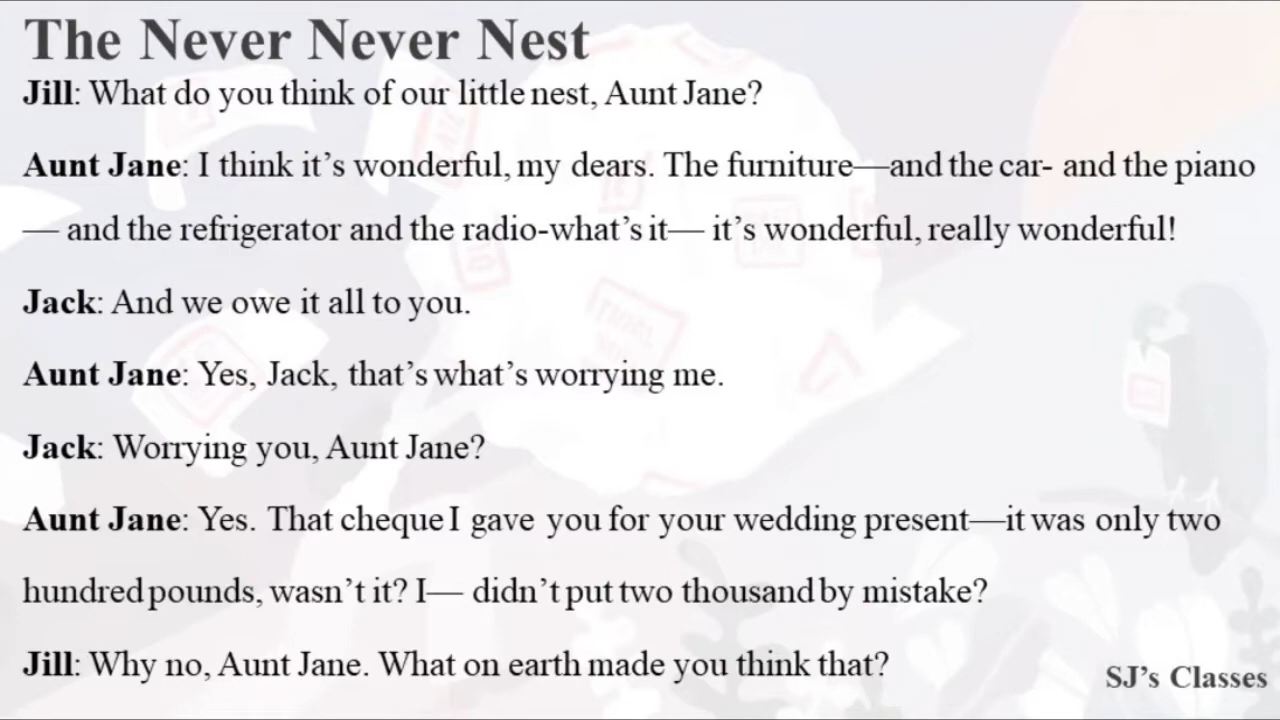 The Never Never Nest
Jill: What do you think of our little nest, Aunt Jane?
Aunt Jane: I think it’s wonderful, my dears. The furniture—and the car- and the piano
— and the refrigerator and the radio-what’s it— it’s wonderful, really wonderful!
Jack: And we owe it all to you.
Aunt Jane: Yes, Jack, that’s what’s worrying me.
Jack: Worrying you, Aunt Jane?
Aunt Jane: Yes. That cheque I gave you for your wedding present—it was only two
hundred pounds, wasn’t it? I— didn’t put two thousand by mistake?
Jill: Why no, Aunt Jane. What on earth made you think that?
SJ’s Classes